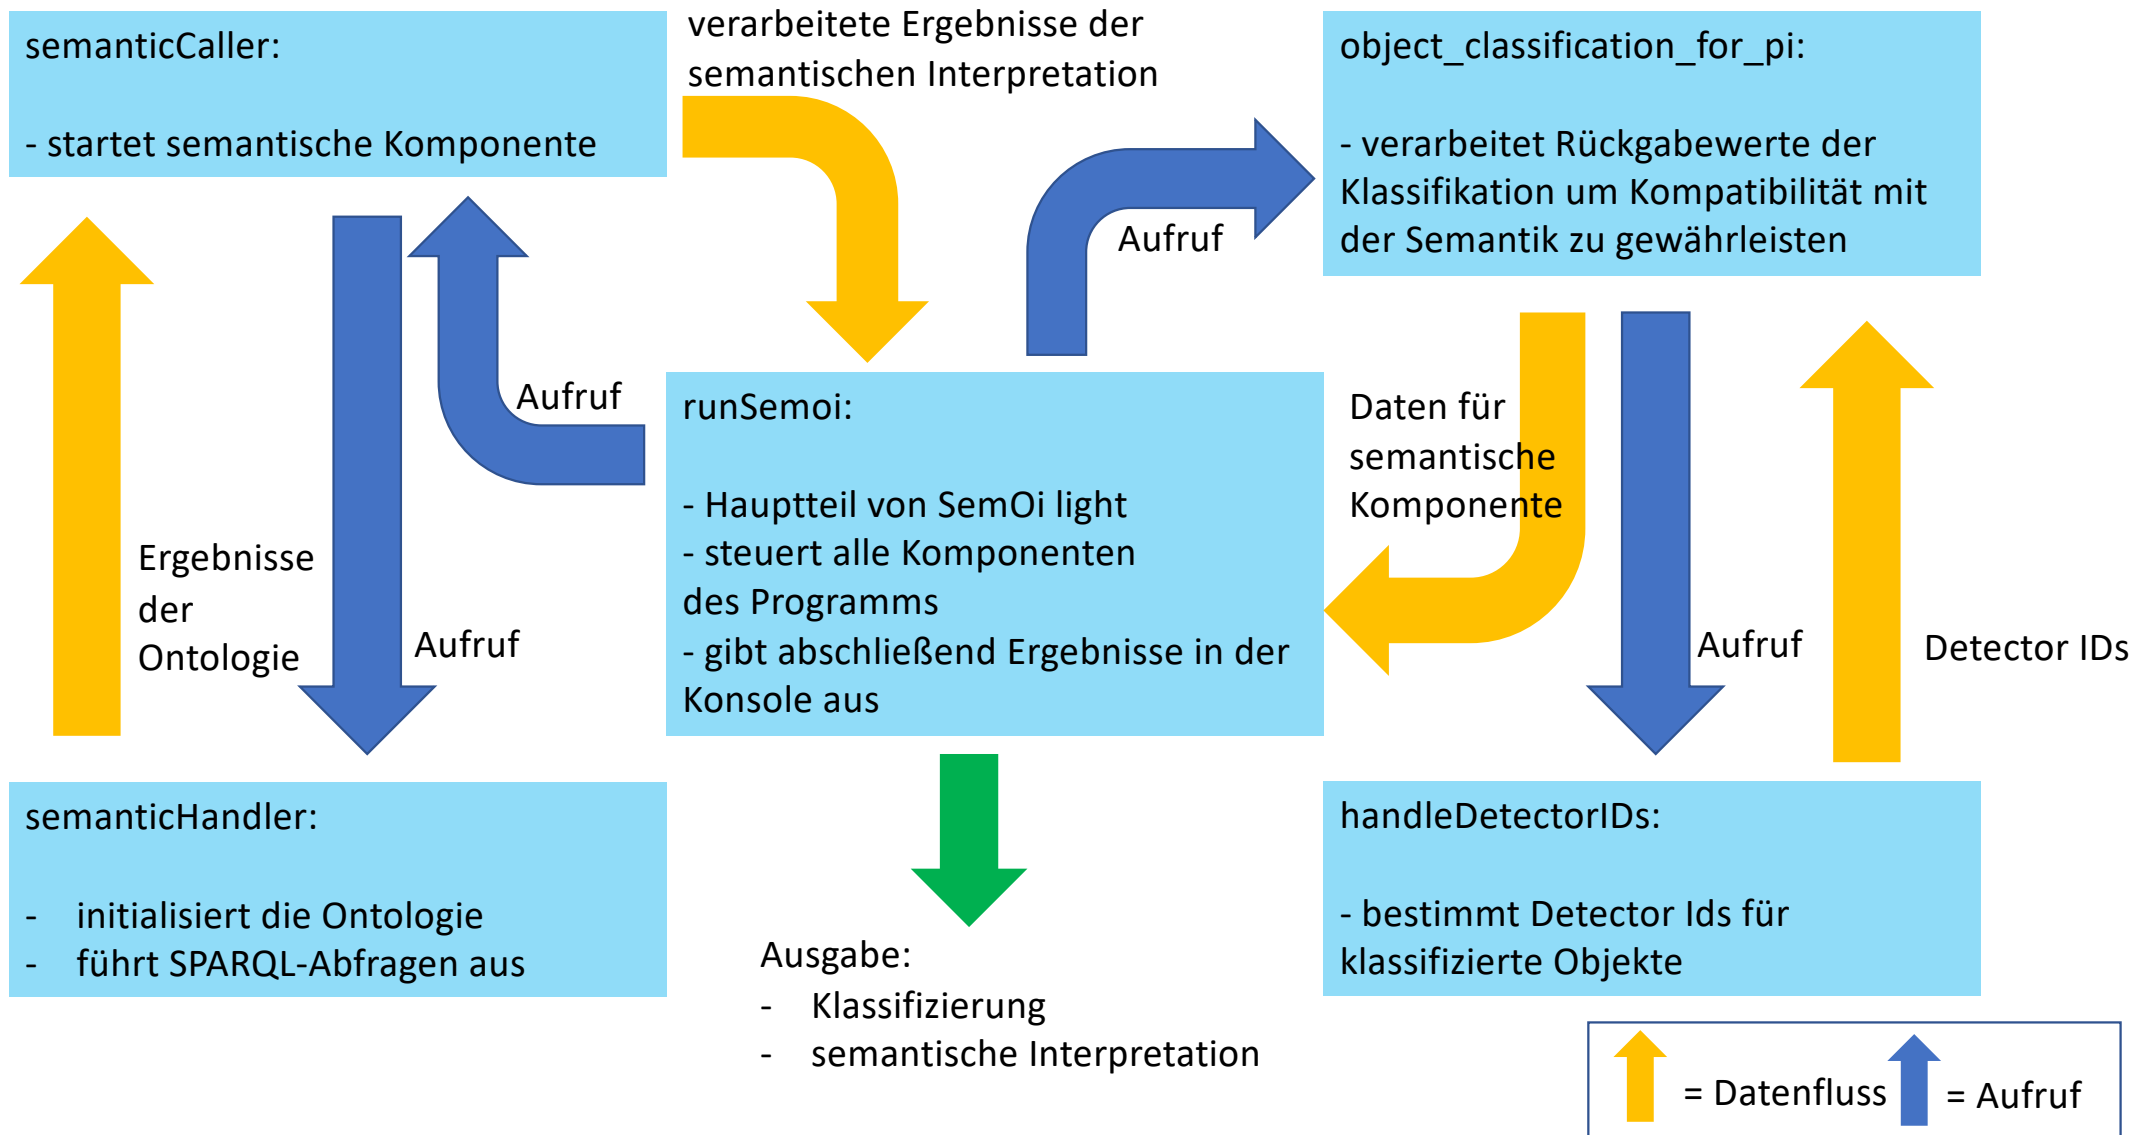 semanticCaller:
- startet semantische Komponente
verarbeitete Ergebnisse der
semantischen Interpretation
object_classification_for_pi:
- verarbeitet Rückgabewerte der
Klassifikation um Kompatibilität mit
der Semantik zu gewährleisten
Aufruf
Aufruf
runSemoi:
- Hauptteil von SemOi light
- steuert alle Komponenten
des Programms
- gibt abschließend Ergebnisse in der
Konsole aus
Daten für
semantische
Komponente
Ergebnisse
der
Ontologie
Aufruf
Aufruf
Detector IDs
semanticHandler:
- initialisiert die Ontologie
- führt SPARQL-Abfragen aus
handleDetectorIDs:
- bestimmt Detector Ids für
klassifizierte Objekte
Ausgabe:
- Klassifizierung
- semantische Interpretation
= Datenfluss
= Aufruf